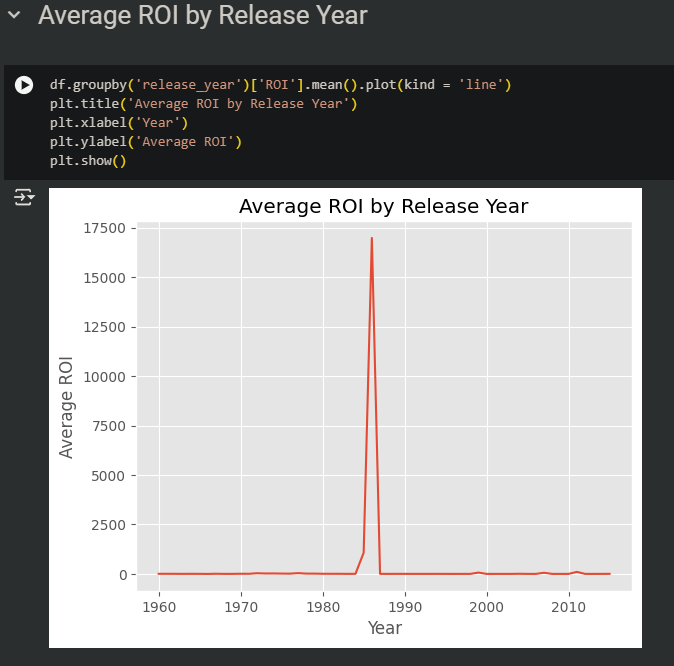 Average ROI by Release Year
df.groupby('release_year')['ROI'].mean().plot(kind = 'line')
plt.title('Average ROI by Release Year')
plt.xlabel('Year')
plt.ylabel('Average ROI')
plt.show()
Average ROI by Release Year
17500
15000
12500
10000
7500
5000
2500
0
Average ROI
1960 1970 1980 1990 2000 2010
Year